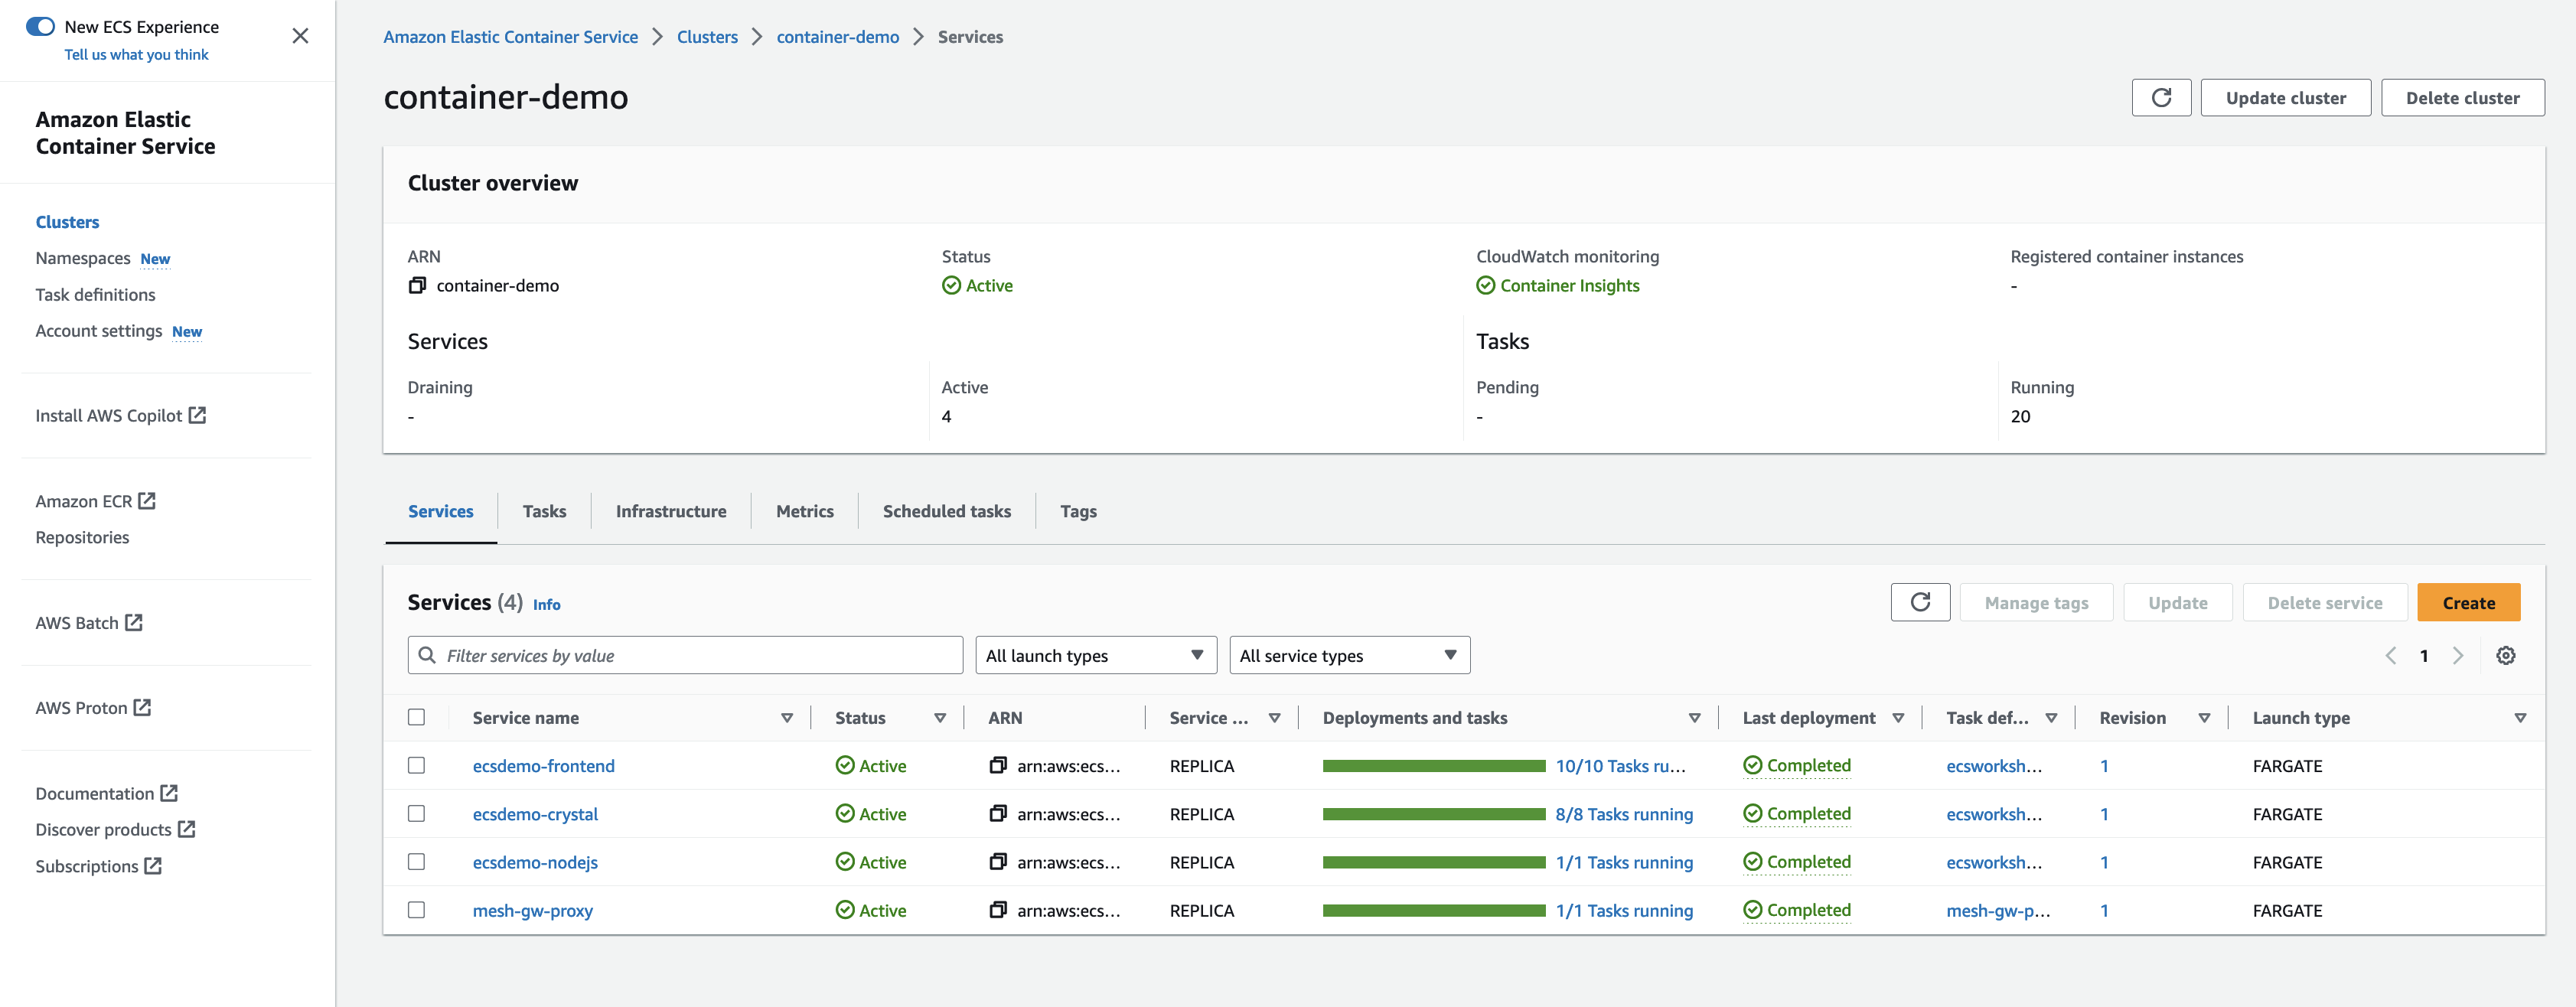 New ECS Experience
Tell us what you think
Amazon Elastic
Container Service
Clusters
Namespaces New
Task definitions
Account settings New
Install AWS Copilot
Amazon ECR
Repositories
AWS Batch
AWS Proton
Documentation
Discover products
Subscriptions
Amazon Elastic Container Service > Clusters > container-demo > Services
container-demo
Update cluster Delete cluster
Cluster overview
ARN Status CloudWatch monitoring Registered container instances
container-demo Active Container Insights -
Services Tasks
Draining Active Pending Running
- 4 - 20
Services Tasks Infrastructure Metrics Scheduled tasks Tags
Services (4) Info Manage tags Update Delete service Create
Filter services by value All launch types All service types 1
Service name Status ARN Service ... Deployments and tasks Last deployment Task def... Revision Launch type
ecsdemo-frontend Active arn:aws:ecs... REPLICA 10/10 Tasks ru... Completed ecsworksh... 1 FARGATE
ecsdemo-crystal Active arn:aws:ecs... REPLICA 8/8 Tasks running Completed ecsworksh... 1 FARGATE
ecsdemo-nodejs Active arn:aws:ecs... REPLICA 1/1 Tasks running Completed ecsworksh... 1 FARGATE
mesh-gw-proxy Active arn:aws:ecs... REPLICA 1/1 Tasks running Completed mesh-gw-p... 1 FARGATE